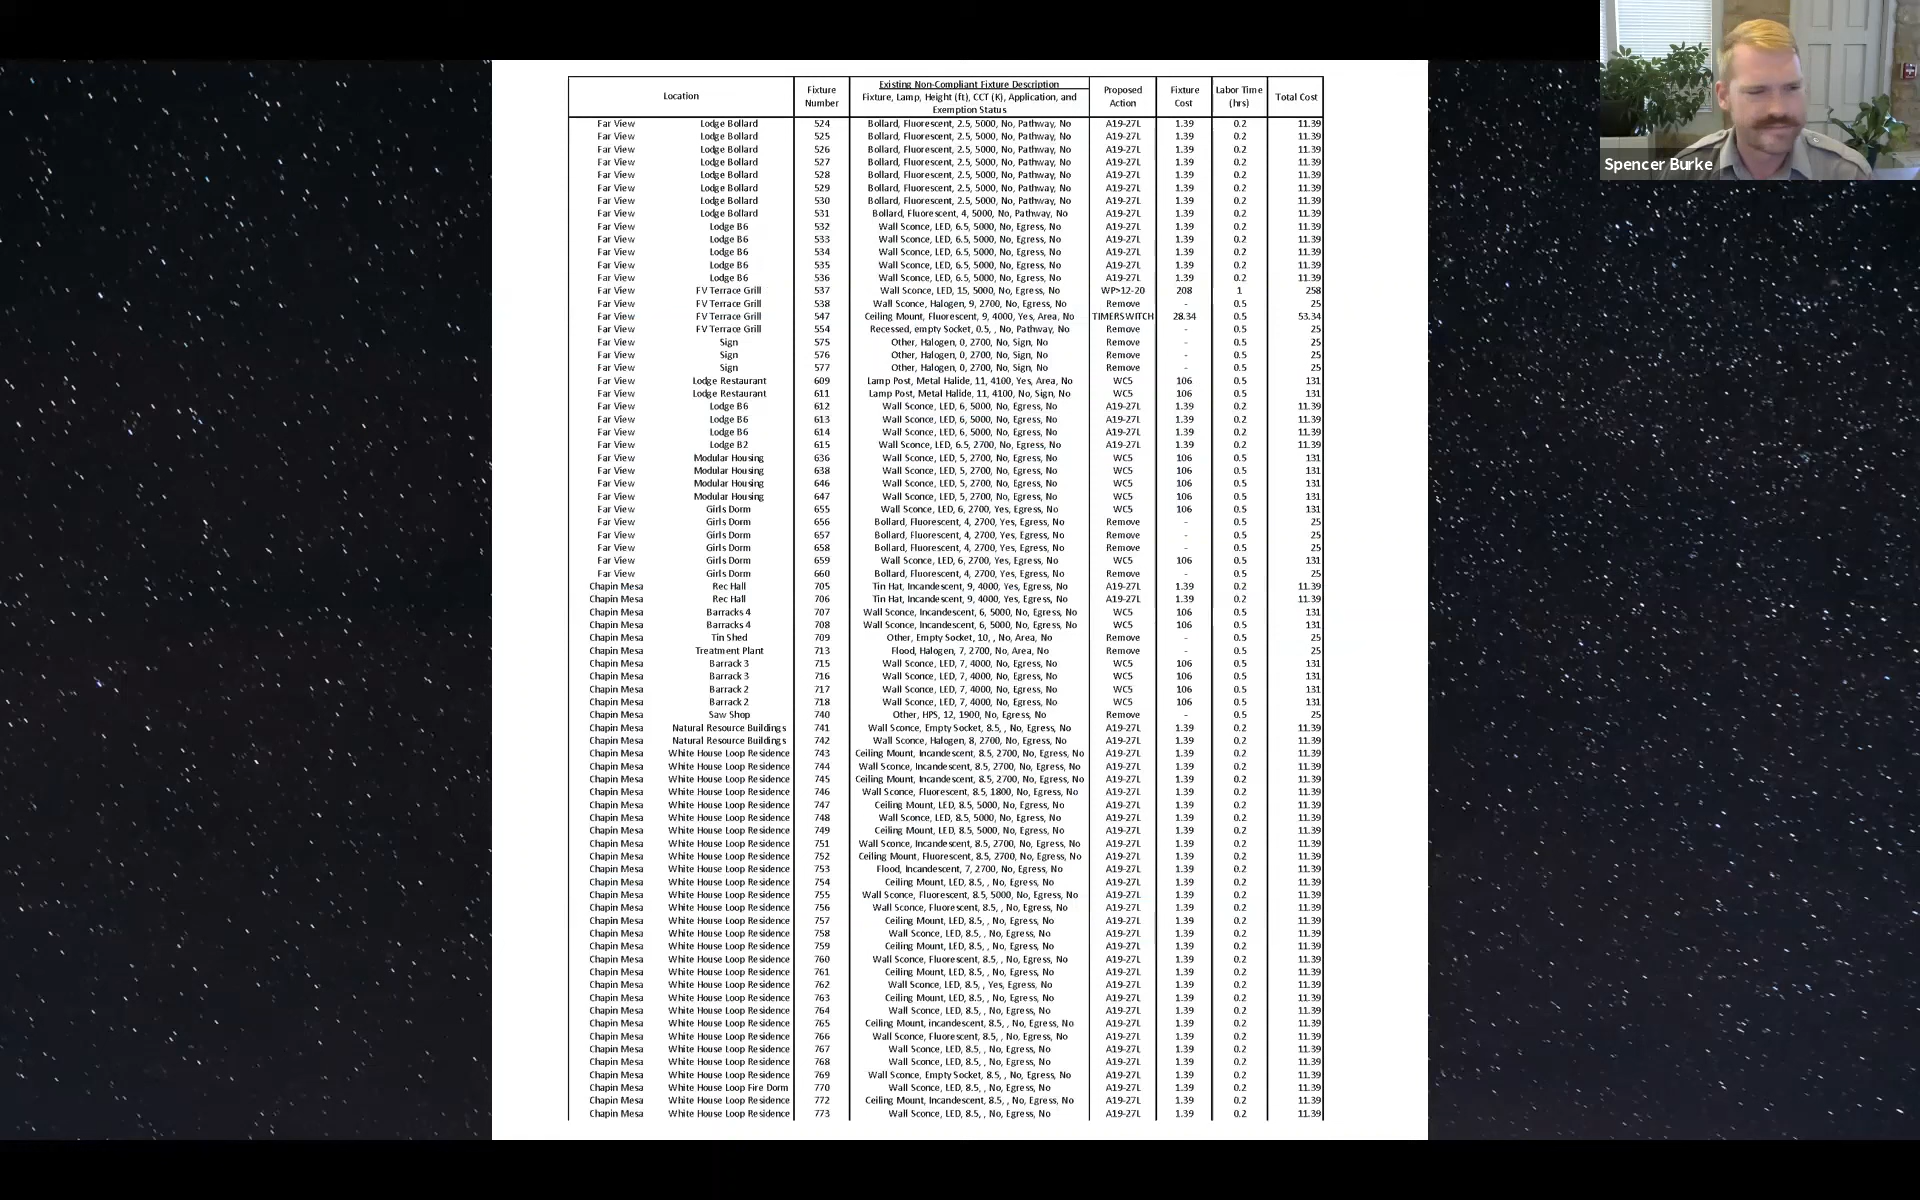 Location Fixture Number Existing Non-Compliant Fixture Description Fixture, Lamp, Height (ft), CCT (K), Application, and Exemption Status Proposed Action Fixture Cost Labor Time (hrs) Total Cost
Far View Lodge Bollard 524 Bollard, Fluorescent, 2.5, 5000, No, Pathway, No A19-27L 1.39 0.2 11.39
Far View Lodge Bollard 525 Bollard, Fluorescent, 2.5, 5000, No, Pathway, No A19-27L 1.39 0.2 11.39
Far View Lodge Bollard 526 Bollard, Fluorescent, 2.5, 5000, No, Pathway, No A19-27L 1.39 0.2 11.39
Far View Lodge Bollard 527 Bollard, Fluorescent, 2.5, 5000, No, Pathway, No A19-27L 1.39 0.2 11.39
Far View Lodge Bollard 528 Bollard, Fluorescent, 2.5, 5000, No, Pathway, No A19-27L 1.39 0.2 11.39
Far View Lodge Bollard 529 Bollard, Fluorescent, 2.5, 5000, No, Pathway, No A19-27L 1.39 0.2 11.39
Far View Lodge Bollard 530 Bollard, Fluorescent, 2.5, 5000, No, Pathway, No A19-27L 1.39 0.2 11.39
Far View Lodge Bollard 531 Bollard, Fluorescent, 4, 5000, No, Pathway, No A19-27L 1.39 0.2 11.39
Far View Lodge B6 532 Wall Sconce, LED, 6.5, 5000, No, Egress, No A19-27L 1.39 0.2 11.39
Far View Lodge B6 533 Wall Sconce, LED, 6.5, 5000, No, Egress, No A19-27L 1.39 0.2 11.39
Far View Lodge B6 534 Wall Sconce, LED, 6.5, 5000, No, Egress, No A19-27L 1.39 0.2 11.39
Far View Lodge B6 535 Wall Sconce, LED, 6.5, 5000, No, Egress, No A19-27L 1.39 0.2 11.39
Far View Lodge B6 536 Wall Sconce, LED, 6.5, 5000, No, Egress, No A19-27L 1.39 0.2 11.39
Far View FV Terrace Grill 537 Wall Sconce, LED, 15, 5000, No, Egress, No WP>12-20 208 1 258
Far View FV Terrace Grill 538 Wall Sconce, Halogen, 9, 2700, No, Egress, No Remove - 0.5 25
Far View FV Terrace Grill 547 Ceiling Mount, Fluorescent, 9, 4000, Yes, Area, No TIMERSWITCH 28.34 0.5 53.34
Far View FV Terrace Grill 554 Recessed, empty Socket, 0.5, , No, Pathway, No Remove - 0.5 25
Far View Sign 575 Other, Halogen, 0, 2700, No, Sign, No Remove - 0.5 25
Far View Sign 576 Other, Halogen, 0, 2700, No, Sign, No Remove - 0.5 25
Far View Sign 577 Other, Halogen, 0, 2700, No, Sign, No Remove - 0.5 25
Far View Lodge Restaurant 609 Lamp Post, Metal Halide, 11, 4100, Yes, Area, No WC5 106 0.5 131
Far View Lodge Restaurant 611 Lamp Post, Metal Halide, 11, 4100, No, Sign, No WC5 106 0.5 131
Far View Lodge B6 612 Wall Sconce, LED, 6, 5000, No, Egress, No A19-27L 1.39 0.2 11.39
Far View Lodge B6 613 Wall Sconce, LED, 6, 5000, No, Egress, No A19-27L 1.39 0.2 11.39
Far View Lodge B6 614 Wall Sconce, LED, 6, 5000, No, Egress, No A19-27L 1.39 0.2 11.39
Far View Lodge B2 615 Wall Sconce, LED, 6.5, 2700, No, Egress, No A19-27L 1.39 0.2 11.39
Far View Modular Housing 636 Wall Sconce, LED, 5, 2700, No, Egress, No WC5 106 0.5 131
Far View Modular Housing 638 Wall Sconce, LED, 5, 2700, No, Egress, No WC5 106 0.5 131
Far View Modular Housing 646 Wall Sconce, LED, 5, 2700, No, Egress, No WC5 106 0.5 131
Far View Modular Housing 647 Wall Sconce, LED, 5, 2700, No, Egress, No WC5 106 0.5 131
Far View Girls Dorm 655 Wall Sconce, LED, 6, 2700, Yes, Egress, No WC5 106 0.5 131
Far View Girls Dorm 656 Bollard, Fluorescent, 4, 2700, Yes, Egress, No Remove - 0.5 25
Far View Girls Dorm 657 Bollard, Fluorescent, 4, 2700, Yes, Egress, No Remove - 0.5 25
Far View Girls Dorm 658 Bollard, Fluorescent, 4, 2700, Yes, Egress, No Remove - 0.5 25
Far View Girls Dorm 659 Wall Sconce, LED, 6, 2700, Yes, Egress, No WC5 106 0.5 131
Far View Girls Dorm 660 Bollard, Fluorescent, 4, 2700, Yes, Egress, No Remove - 0.5 25
Chapin Mesa Rec Hall 705 Tin Hat, Incandescent, 9, 4000, Yes, Egress, No A19-27L 1.39 0.2 11.39
Chapin Mesa Rec Hall 706 Tin Hat, Incandescent, 9, 4000, Yes, Egress, No A19-27L 1.39 0.2 11.39
Chapin Mesa Barracks 4 707 Wall Sconce, Incandescent, 6, 5000, No, Egress, No WC5 106 0.5 131
Chapin Mesa Barracks 4 708 Wall Sconce, Incandescent, 6, 5000, No, Egress, No WC5 106 0.5 131
Chapin Mesa Tin Shed 709 Other, Empty Socket, 10, , No, Area, No Remove - 0.5 25
Chapin Mesa Treatment Plant 713 Flood, Halogen, 7, 2700, No, Area, No Remove - 0.5 25
Chapin Mesa Barrack 3 715 Wall Sconce, LED, 7, 4000, No, Egress, No WC5 106 0.5 131
Chapin Mesa Barrack 3 716 Wall Sconce, LED, 7, 4000, No, Egress, No WC5 106 0.5 131
Chapin Mesa Barrack 2 717 Wall Sconce, LED, 7, 4000, No, Egress, No WC5 106 0.5 131
Chapin Mesa Barrack 2 718 Wall Sconce, LED, 7, 4000, No, Egress, No WC5 106 0.5 131
Chapin Mesa Saw Shop 740 Other, HPS, 12, 1900, No, Egress, No Remove - 0.5 25
Chapin Mesa Natural Resource Buildings 741 Wall Sconce, Empty Socket, 8.5, , No, Egress, No A19-27L 1.39 0.2 11.39
Chapin Mesa Natural Resource Buildings 742 Wall Sconce, Halogen, 8, 2700, No, Egress, No A19-27L 1.39 0.2 11.39
Chapin Mesa White House Loop Residence 743 Ceiling Mount, Incandescent, 8.5, 2700, No, Egress, No A19-27L 1.39 0.2 11.39
Chapin Mesa White House Loop Residence 744 Wall Sconce, Incandescent, 8.5, 2700, No, Egress, No A19-27L 1.39 0.2 11.39
Chapin Mesa White House Loop Residence 745 Ceiling Mount, Incandescent, 8.5, 2700, No, Egress, No A19-27L 1.39 0.2 11.39
Chapin Mesa White House Loop Residence 746 Wall Sconce, Fluorescent, 8.5, 1800, No, Egress, No A19-27L 1.39 0.2 11.39
Chapin Mesa White House Loop Residence 747 Ceiling Mount, LED, 8.5, 5000, No, Egress, No A19-27L 1.39 0.2 11.39
Chapin Mesa White House Loop Residence 748 Wall Sconce, LED, 8.5, 5000, No, Egress, No A19-27L 1.39 0.2 11.39
Chapin Mesa White House Loop Residence 749 Ceiling Mount, LED, 8.5, 5000, No, Egress, No A19-27L 1.39 0.2 11.39
Chapin Mesa White House Loop Residence 751 Wall Sconce, Incandescent, 8.5, 2700, No, Egress, No A19-27L 1.39 0.2 11.39
Chapin Mesa White House Loop Residence 752 Ceiling Mount, Fluorescent, 8.5, 2700, No, Egress, No A19-27L 1.39 0.2 11.39
Chapin Mesa White House Loop Residence 753 Flood, Incandescent, 7, 2700, No, Egress, No A19-27L 1.39 0.2 11.39
Chapin Mesa White House Loop Residence 754 Ceiling Mount, LED, 8.5, , No, Egress, No A19-27L 1.39 0.2 11.39
Chapin Mesa White House Loop Residence 755 Wall Sconce, Fluorescent, 8.5, 5000, No, Egress, No A19-27L 1.39 0.2 11.39
Chapin Mesa White House Loop Residence 756 Wall Sconce, Fluorescent, 8.5, , No, Egress, No A19-27L 1.39 0.2 11.39
Chapin Mesa White House Loop Residence 757 Ceiling Mount, LED, 8.5, , No, Egress, No A19-27L 1.39 0.2 11.39
Chapin Mesa White House Loop Residence 758 Wall Sconce, LED, 8.5, , No, Egress, No A19-27L 1.39 0.2 11.39
Chapin Mesa White House Loop Residence 759 Ceiling Mount, LED, 8.5, , No, Egress, No A19-27L 1.39 0.2 11.39
Chapin Mesa White House Loop Residence 760 Wall Sconce, Fluorescent, 8.5, , No, Egress, No A19-27L 1.39 0.2 11.39
Chapin Mesa White House Loop Residence 761 Ceiling Mount, LED, 8.5, , No, Egress, No A19-27L 1.39 0.2 11.39
Chapin Mesa White House Loop Residence 762 Wall Sconce, LED, 8.5, , Yes, Egress, No A19-27L 1.39 0.2 11.39
Chapin Mesa White House Loop Residence 763 Ceiling Mount, LED, 8.5, , No, Egress, No A19-27L 1.39 0.2 11.39
Chapin Mesa White House Loop Residence 764 Wall Sconce, LED, 8.5, , No, Egress, No A19-27L 1.39 0.2 11.39
Chapin Mesa White House Loop Residence 765 Ceiling Mount, incandescent, 8.5, , No, Egress, No A19-27L 1.39 0.2 11.39
Chapin Mesa White House Loop Residence 766 Wall Sconce, Fluorescent, 8.5, , No, Egress, No A19-27L 1.39 0.2 11.39
Chapin Mesa White House Loop Residence 767 Wall Sconce, LED, 8.5, , No, Egress, No A19-27L 1.39 0.2 11.39
Chapin Mesa White House Loop Residence 768 Wall Sconce, LED, 8.5, , No, Egress, No A19-27L 1.39 0.2 11.39
Chapin Mesa White House Loop Residence 769 Wall Sconce, Empty Socket, 8.5, , No, Egress, No A19-27L 1.39 0.2 11.39
Chapin Mesa White House Loop Fire Dorm 770 Wall Sconce, LED, 8.5, , No, Egress, No A19-27L 1.39 0.2 11.39
Chapin Mesa White House Loop Residence 772 Ceiling Mount, Incandescent, 8.5, , No, Egress, No A19-27L 1.39 0.2 11.39
Chapin Mesa White House Loop Residence 773 Wall Sconce, LED, 8.5, , No, Egress, No A19-27L 1.39 0.2 11.39
Spencer Burke